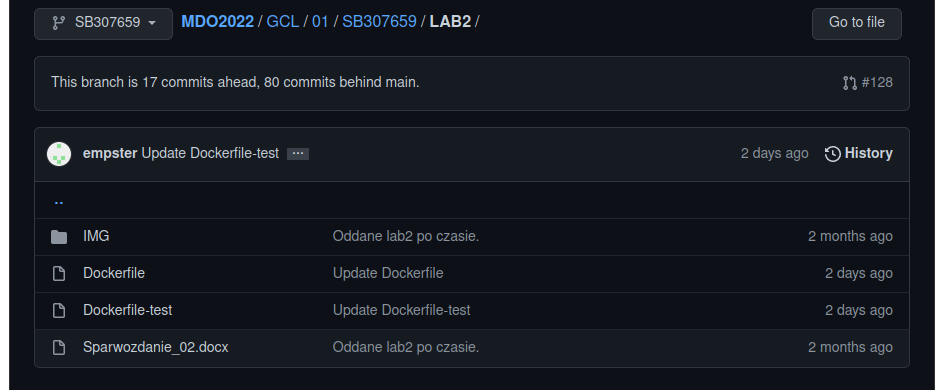 SB307659 MDO2022 / GCL / 01 / SB307659 / LAB2 / Go to file
This branch is 17 commits ahead, 80 commits behind main. #128
empster Update Dockerfile-test ... 2 days ago History
..
IMG Oddane lab2 po czasie. 2 months ago
Dockerfile Update Dockerfile 2 days ago
Dockerfile-test Update Dockerfile-test 2 days ago
Sparwozdanie_02.docx Oddane lab2 po czasie. 2 months ago